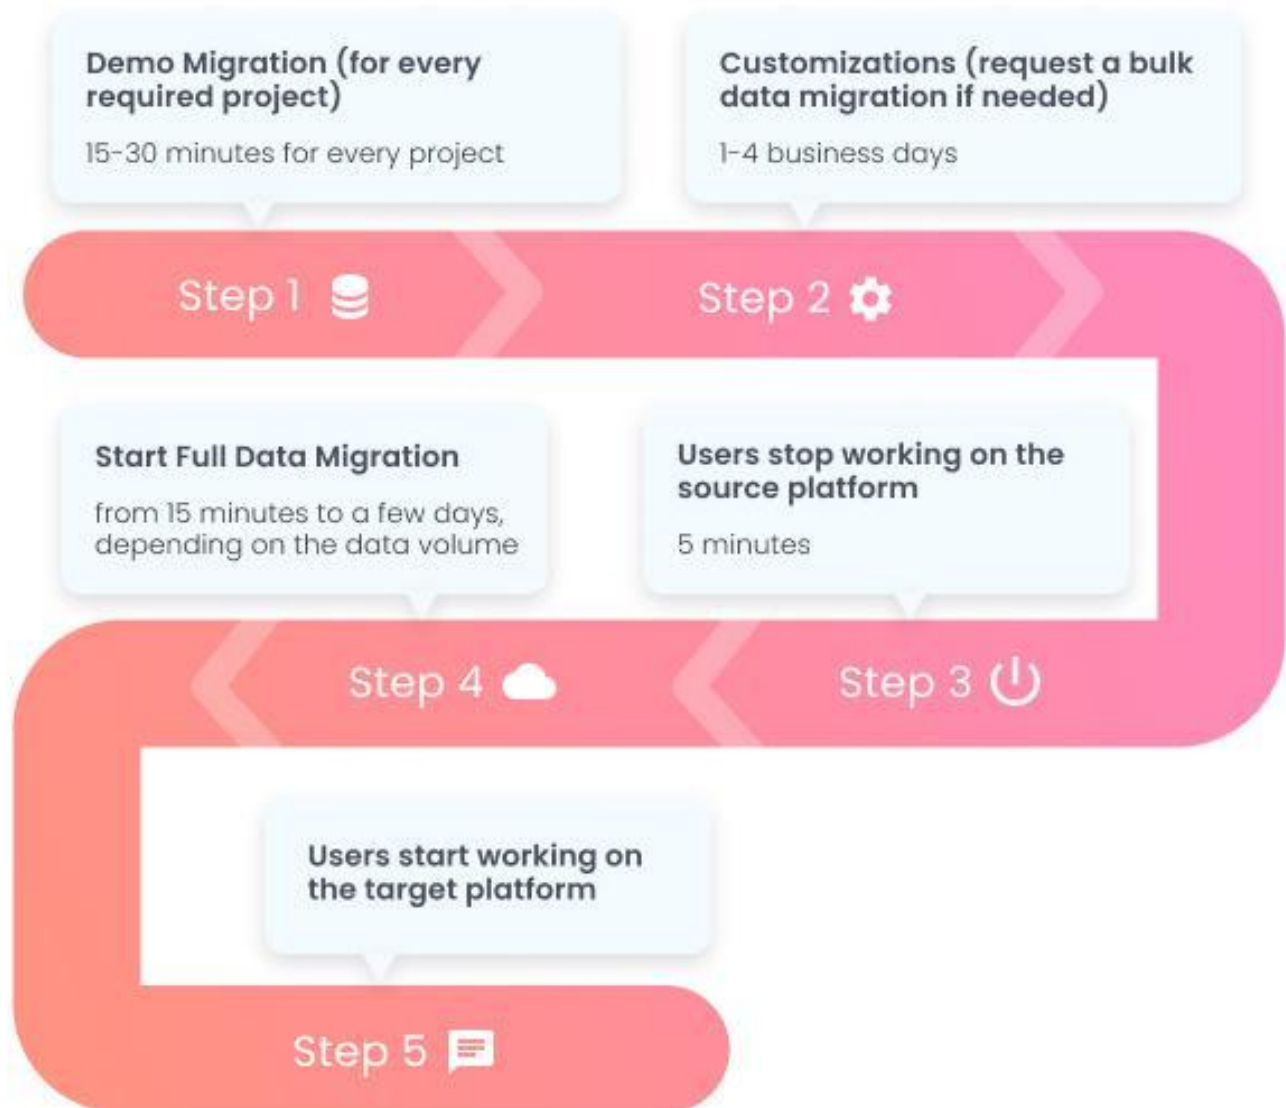 Demo Migration (for every
required project)
15-30 minutes for every project
Customizations (request a bulk
data migration if needed)
1-4 business days
Step 1
Step 2
Users stop working on the
source platform
5 minutes
Step 3
Start Full Data Migration
from 15 minutes to a few days,
depending on the data volume
Step 4
Users start working on
the target platform
Step 5